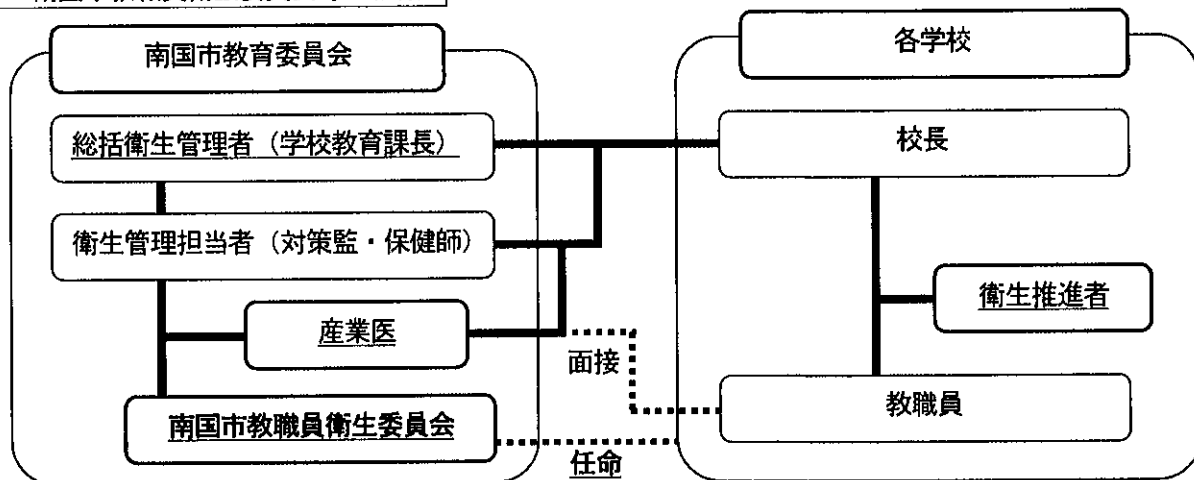 南国市教育委員会
総括衛生管理者（学校教育課長）
衛生管理担当者（対策監・保健師）
産業医
南国市教職員衛生委員会
面接
任命
各学校
校長
衛生推進者
教職員